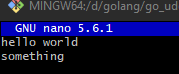 MINGW64:/d/golang/go_ud
GNU nano 5.6.1
hello world
something